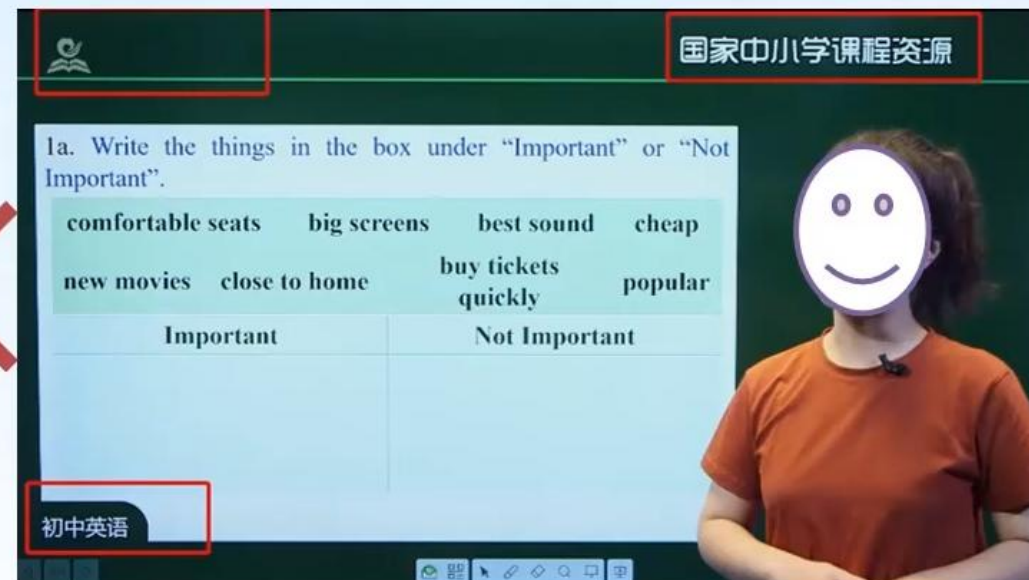 国家中小学课程资源
1a. Write the things in the box under “Important” or “Not
Important”.
comfortable seats big screens best sound cheap
new movies close to home buy tickets
quickly popular
Important Not Important
初中英语